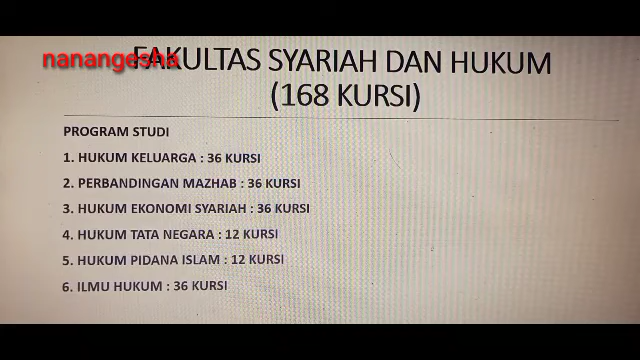 nanangesha
FAKULTAS SYARIAH DAN HUKUM
(168 KURSI)
PROGRAM STUDI
1. HUKUM KELUARGA : 36 KURSI
2. PERBANDINGAN MAZHAB : 36 KURSI
3. HUKUM EKONOMI SYARIAH : 36 KURSI
4. HUKUM TATA NEGARA : 12 KURSI
5. HUKUM PIDANA ISLAM : 12 KURSI
6. ILMU HUKUM : 36 KURSI